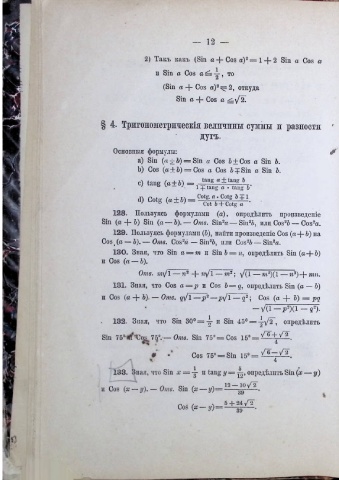 — 12 —
2) Такъ какъ (Sin a + Cos a)² = 1 + 2 Sin a Cos a
и Sin a Cos a ≤ 1/2, то
(Sin a + Cos a)² ≤ 2, откуда
Sin a + Cos a ≤ √2.
§ 4. Тригонометрическія величины суммы и разности
дугъ.
Основныя формулы:
a) Sin (a ± b) = Sin a Cos b ± Cos a Sin b.
b) Cos (a ± b) = Cos a Cos b ∓ Sin a Sin b.
c) tang (a ± b) = (tang a ± tang b)/(1 ∓ tang a · tang b).
d) Cotg (a ± b) = (Cotg a · Cotg b ∓ 1)/(Cot b ± Cotg a)
128. Пользуясь формулами (a), опредѣлить произведеніе
Sin (a + b) Sin (a — b). — Отв. Sin²a — Sin²b, или Cos²b — Cos²a.
129. Пользуясь формулами (b), найти произведеніе Cos (a + b) на
Cos (a — b). — Отв. Cos²a — Sin²b, или Cos²b — Sin²a.
130. Зная, что Sin a = m и Sin b = n, опредѣлить Sin (a + b)
и Cos (a — b).
Отв. m√1 — n² + n√1 — m²; √(1 — m²)(1 — n²) + mn.
131. Зная, что Cos a = p и Cos b = q, опредѣлить Sin (a — b)
и Cos (a + b). — Отв. q√1 — p² — p√1 — q²; Cos (a + b) = pq
— √(1 — p²)(1 — q²).
132. Зная, что Sin 30° = 1/2 и Sin 45° = 1/2 √2, опредѣлить
Sin 75° и Cos 75°. — Отв. Sin 75° = Cos 15° = (√6 + √2)/4.
Cos 75° = Sin 15° = (√6 — √2)/4.
133. Зная, что Sin x = 1/3 и tang y = 5/12, опредѣлить Sin (x — y)
и Cos (x — y). — Отв. Sin (x — y) = (12 — 10√2)/39.
Cos (x — y) = (5 + 24√2)/39.